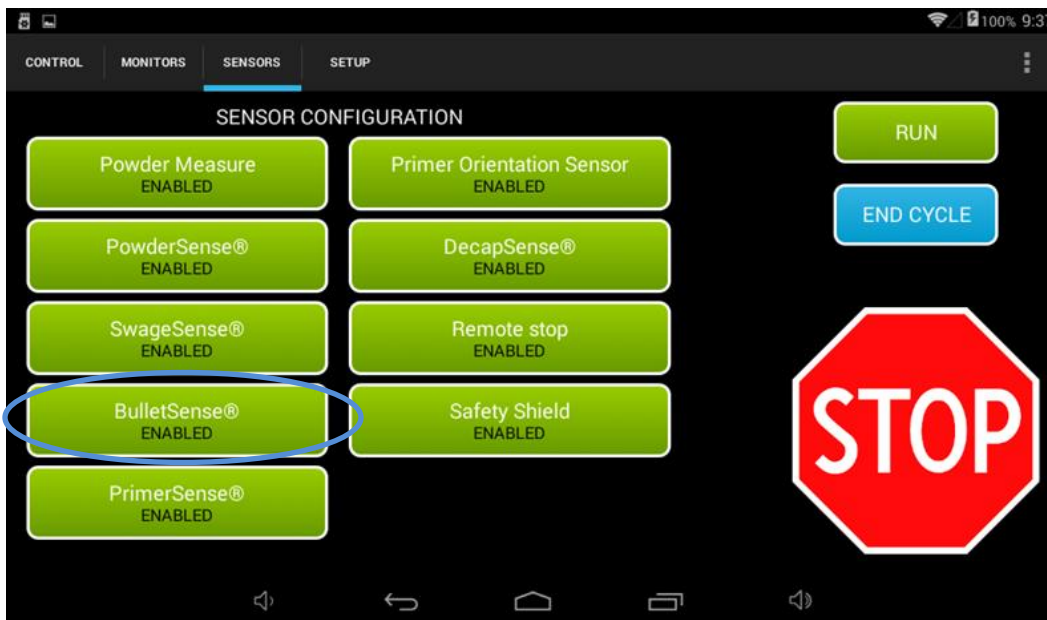 100% 9:3
CONTROL MONITORS SENSORS SETUP
SENSOR CONFIGURATION
Powder Measure
ENABLED
Primer Orientation Sensor
ENABLED
PowderSense®
ENABLED
DecapSense®
ENABLED
SwageSense®
ENABLED
Remote stop
ENABLED
BulletSense®
ENABLED
Safety Shield
ENABLED
PrimerSense®
ENABLED
RUN
END CYCLE
STOP